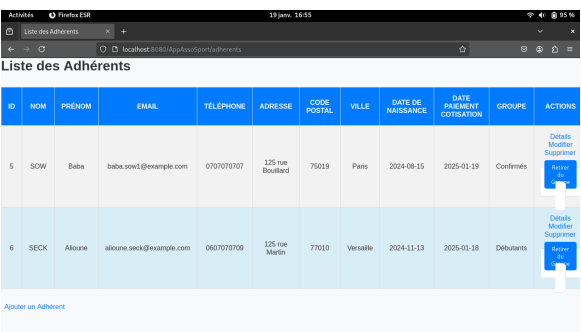 Activités Firefox ESR 19 janv. 16:55 95 %
Liste des Adhérents × +
localhost:8080/AppAssoSport/adherents
Liste des Adhérents
ID NOM PRÉNOM EMAIL TÉLÉPHONE ADRESSE CODE POSTAL VILLE DATE DE NAISSANCE DATE PAIEMENT COTISATION GROUPE ACTIONS
5 SOW Baba baba.sow1@example.com 0707070707 125 rue Bouillard 75019 Paris 2024-08-15 2025-01-19 Confirmés
Détails
Modifier
Supprimer
Retirer
du
6 SECK Alioune alioune.seck@example.com 0607070709 125 rue Martin 77010 Versaille 2024-11-13 2025-01-18 Débutants
Détails
Modifier
Supprimer
Retirer
du
Ajouter un Adhérent